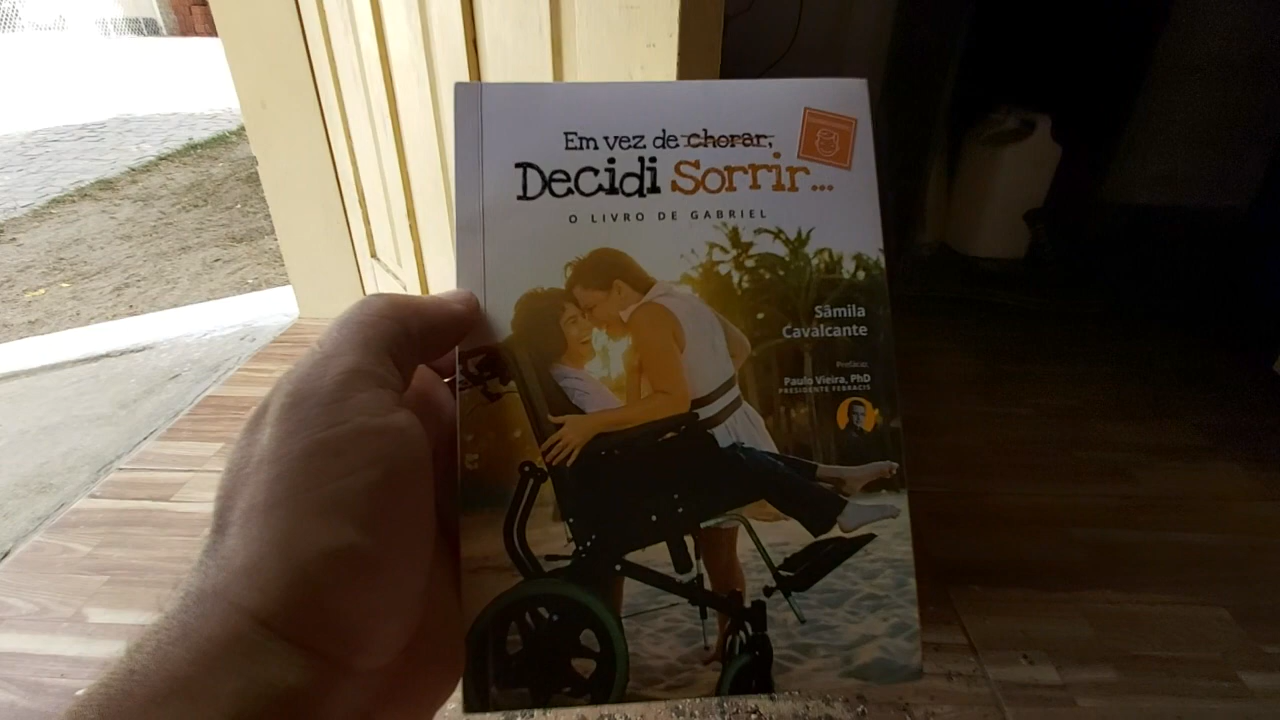 Em vez de chorar,
Decidi Sorrir...
O LIVRO DE GABRIEL
Sâmila
Cavalcante
Prefácio:
Paulo Vieira, PhD
PRESIDENTE FEBRACIS